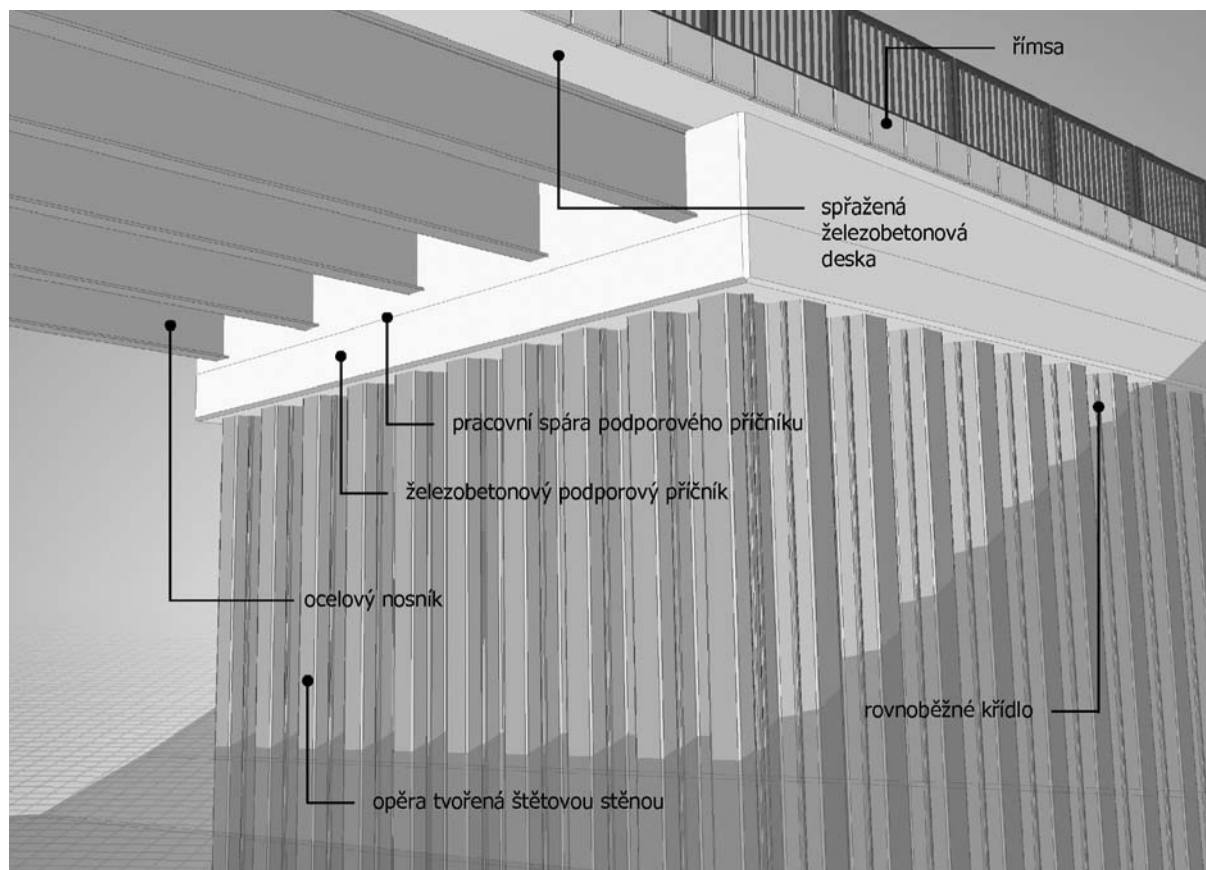 římsa
spřažená
železobetonová
deska
pracovní spára podporového příčníku
železobetonový podporový příčník
ocelový nosník
rovnoběžné křídlo
opěra tvořená štětovou stěnou